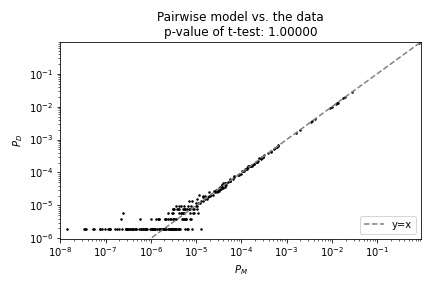 Pairwise model vs. the data
p-value of t-test: 1.00000
10⁻¹
10⁻²
10⁻³
10⁻⁴
10⁻⁵
10⁻⁶
P_D
y=x
10⁻⁸ 10⁻⁷ 10⁻⁶ 10⁻⁵ 10⁻⁴ 10⁻³ 10⁻² 10⁻¹
P_M